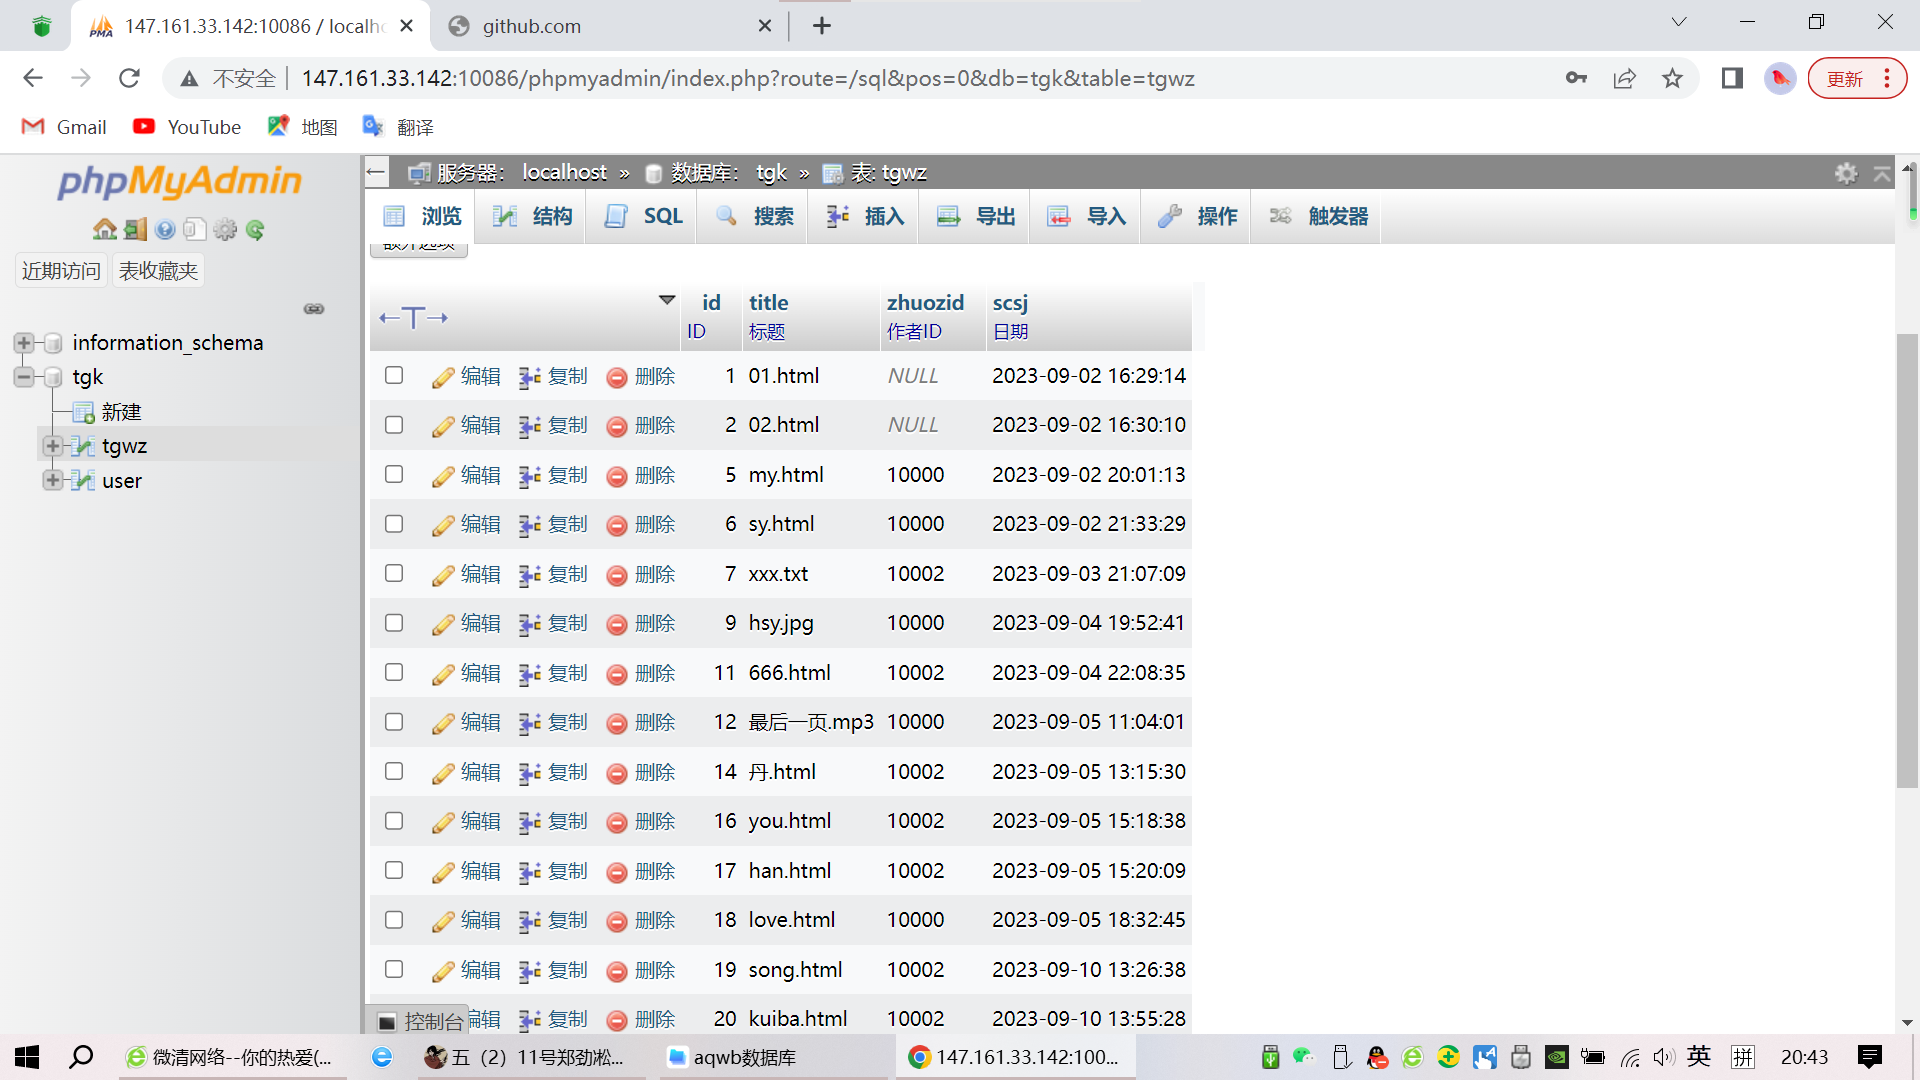 147.161.33.142:10086 / localho
github.com
不安全
147.161.33.142:10086/phpmyadmin/index.php?route=/sql&pos=0&db=tgk&table=tgwz
更新
Gmail YouTube 地图 翻译
phpMyAdmin
近期访问 表收藏夹
information_schema
tgk
新建
tgwz
user
服务器: localhost » 数据库: tgk » 表: tgwz
浏览 结构 SQL 搜索 插入 导出 导入 操作 触发器
额外选项
←T→ id title zhuozid scsj
ID 标题 作者ID 日期
编辑 复制 删除 1 01.html NULL 2023-09-02 16:29:14
编辑 复制 删除 2 02.html NULL 2023-09-02 16:30:10
编辑 复制 删除 5 my.html 10000 2023-09-02 20:01:13
编辑 复制 删除 6 sy.html 10000 2023-09-02 21:33:29
编辑 复制 删除 7 xxx.txt 10002 2023-09-03 21:07:09
编辑 复制 删除 9 hsy.jpg 10000 2023-09-04 19:52:41
编辑 复制 删除 11 666.html 10002 2023-09-04 22:08:35
编辑 复制 删除 12 最后一页.mp3 10000 2023-09-05 11:04:01
编辑 复制 删除 14 丹.html 10002 2023-09-05 13:15:30
编辑 复制 删除 16 you.html 10002 2023-09-05 15:18:38
编辑 复制 删除 17 han.html 10002 2023-09-05 15:20:09
编辑 复制 删除 18 love.html 10000 2023-09-05 18:32:45
编辑 复制 删除 19 song.html 10002 2023-09-10 13:26:38
编辑 复制 删除 20 kuiba.html 10002 2023-09-10 13:55:28
控制台
微清网络--你的热爱(... 五（2）11号郑劲凇... aqwb数据库 147.161.33.142:100... 英 拼 20:43